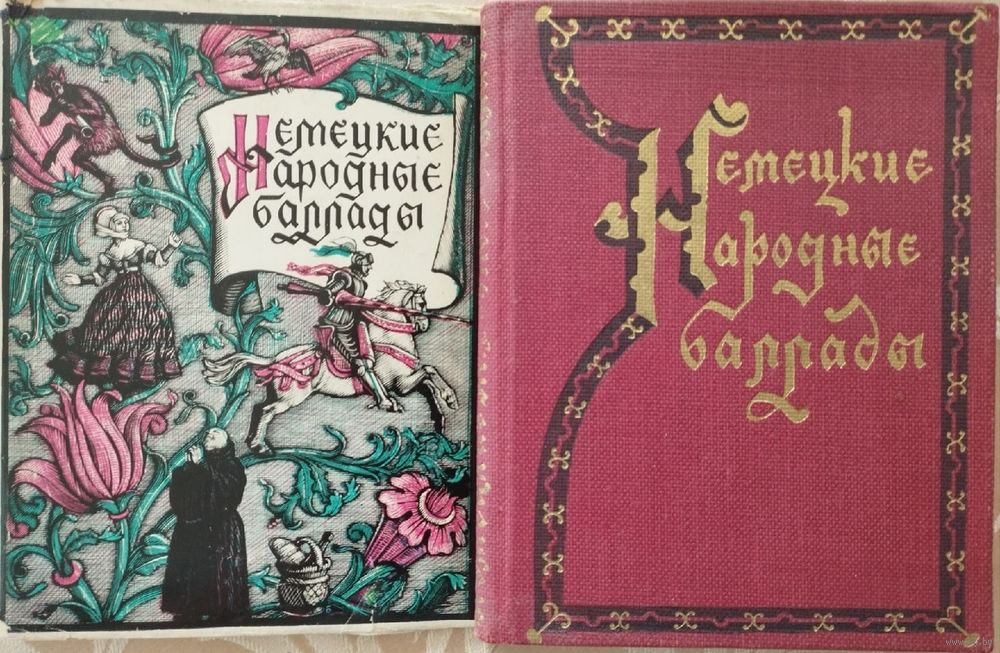 Немецкие
Народные
баллады
Немецкие
Народные
баллады